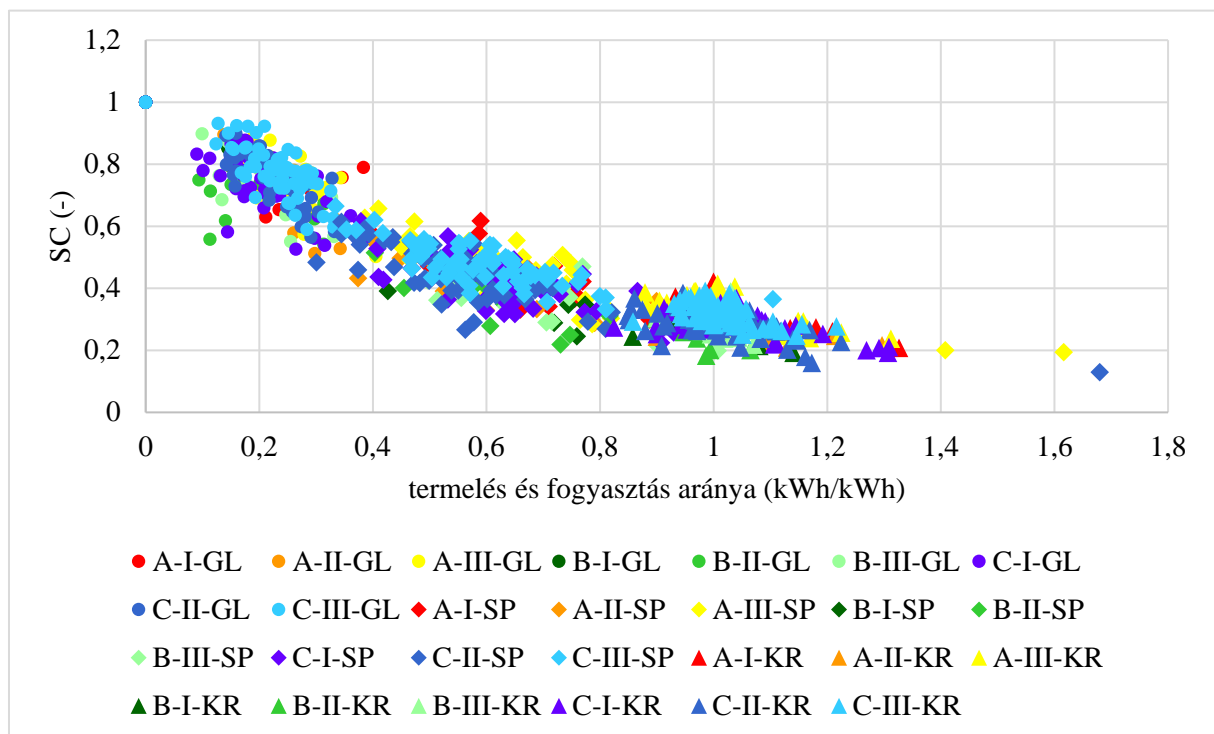 1,2
1
0,8
0,6
0,4
0,2
0
SC (-)
0 0,2 0,4 0,6 0,8 1 1,2 1,4 1,6 1,8
termelés és fogyasztás aránya (kWh/kWh)
A-I-GL A-II-GL A-III-GL B-I-GL B-II-GL B-III-GL C-I-GL
C-II-GL C-III-GL A-I-SP A-II-SP A-III-SP B-I-SP B-II-SP
B-III-SP C-I-SP C-II-SP C-III-SP A-I-KR A-II-KR A-III-KR
B-I-KR B-II-KR B-III-KR C-I-KR C-II-KR C-III-KR